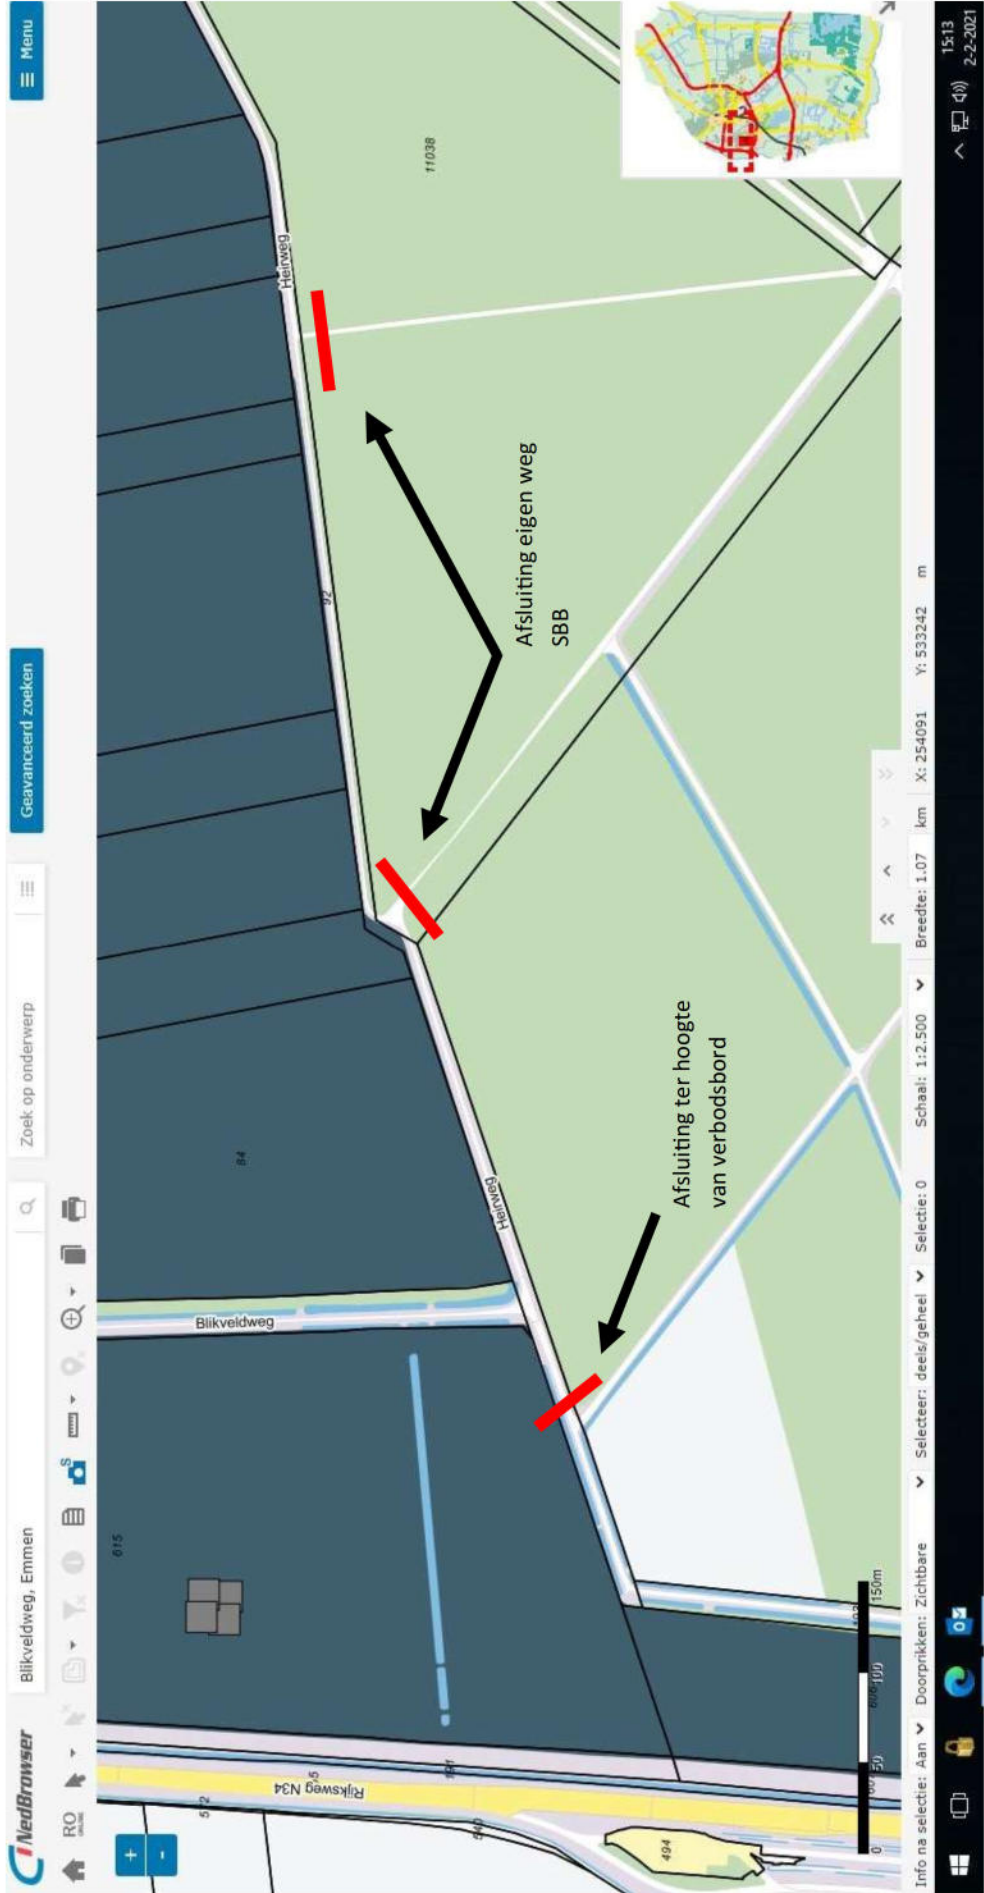 NedBrowser
Blikveldweg, Emmen
Zoek op onderwerp
Geavanceerd zoeken
Menu
RO
ONLINE
S
+
-
615
84
92
11038
Blikveldweg
Heirweg
Heirweg
Rijksweg N34
494
2
Afsluiting eigen weg
SBB
Afsluiting ter hoogte
van verbodsbord
0
50
100
150m
Info na selectie: Aan
Doorprikken: Zichtbare
Selecteer: deels/geheel
Selectie: 0
Schaal: 1:2.500
Breedte: 1.07 km
X: 254091
Y: 533242 m
15:13
2-2-2021